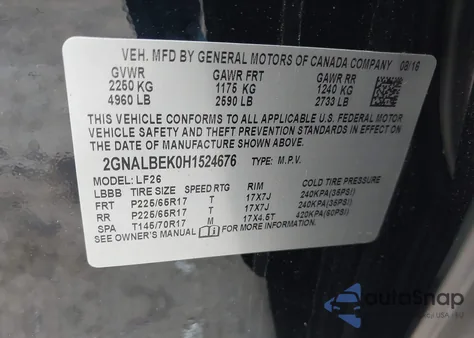 VEH. MFD BY GENERAL MOTORS OF CANADA COMPANY 08/16
GVWR GAWR FRT GAWR RR
2250 KG 1175 KG 1240 KG
4960 LB 2590 LB 2733 LB
THIS VEHICLE CONFORMS TO ALL APPLICABLE U.S. FEDERAL MOTOR
VEHICLE SAFETY AND THEFT PREVENTION STANDARDS IN EFFECT ON
THE DATE OF MANUFACTURE SHOWN ABOVE.
2GNALBEK0H1524676 TYPE: M.P.V.
MODEL: LF26
LBBB TIRE SIZE SPEED RTG RIM COLD TIRE PRESSURE
FRT P225/65R17 T 17X7J 240KPA(35PSI)
RR P225/65R17 T 17X7J 240KPA(35PSI)
SPA T145/70R17 M 17X4.5T 420KPA(60PSI)
SEE OWNER'S MANUAL FOR MORE INFORMATION
autoSnap